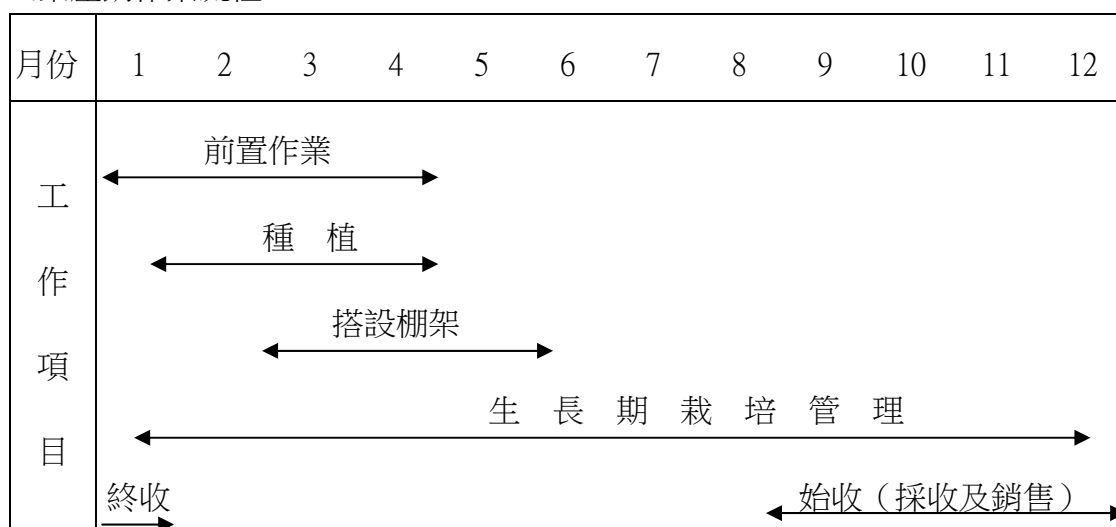 月份 1 2 3 4 5 6 7 8 9 10 11 12
工作項目
前置作業
種 植
搭設棚架
生 長 期 栽 培 管 理
終收 始收（採收及銷售）